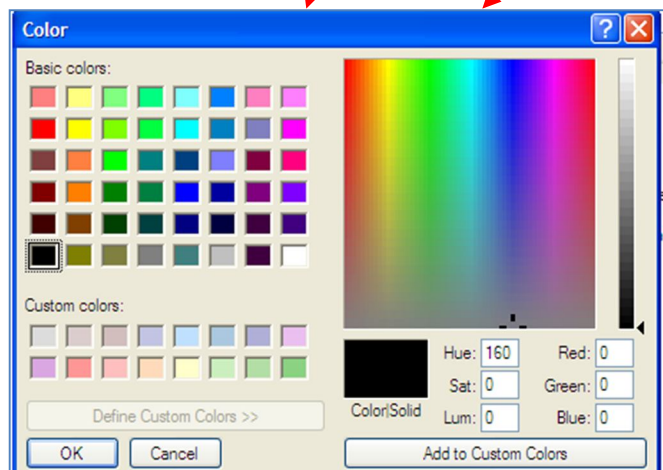 Color
?
Basic colors:
Custom colors:
Define Custom Colors >>
OK
Cancel
Color|Solid
Hue: 160
Sat: 0
Lum: 0
Red: 0
Green: 0
Blue: 0
Add to Custom Colors